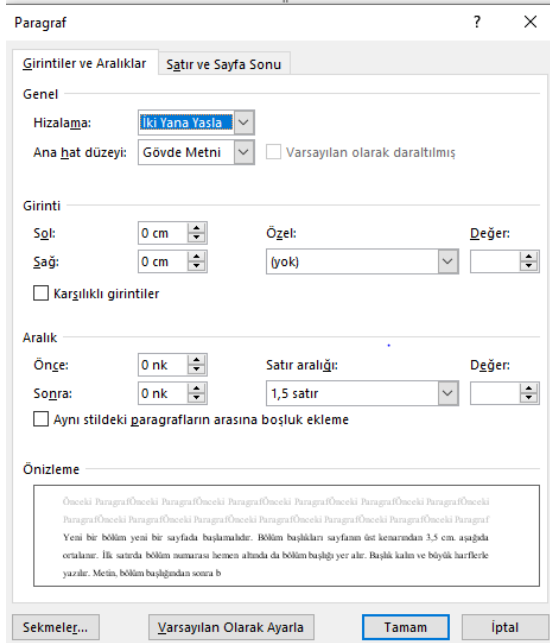 Paragraf ? ×
Girintiler ve Aralıklar Satır ve Sayfa Sonu
Genel
Hizalama: İki Yana Yasla
Ana hat düzeyi: Gövde Metni Varsayılan olarak daraltılmış
Girinti
Sol: 0 cm Özel: Değer:
Sağ: 0 cm (yok)
Karşılıklı girintiler
Aralık
Önce: 0 nk Satır aralığı: Değer:
Sonra: 0 nk 1,5 satır
Aynı stildeki paragrafların arasına boşluk ekleme
Önizleme
Önceki ParagrafÖnceki ParagrafÖnceki ParagrafÖnceki ParagrafÖnceki ParagrafÖnceki ParagrafÖnceki
ParagrafÖnceki ParagrafÖnceki ParagrafÖnceki ParagrafÖnceki ParagrafÖnceki ParagrafÖnceki Paragraf
Yeni bir bölüm yeni bir sayfada başlamalıdır. Bölüm başlıkları sayfanın üst kenarından 3,5 cm. aşağıda
ortalanır. İlk satırda bölüm numarası hemen altında da bölüm başlığı yer alır. Başlık kalın ve büyük harflerle
yazılır. Metin, bölüm başlığından sonra b
Sekmeler... Varsayılan Olarak Ayarla Tamam İptal